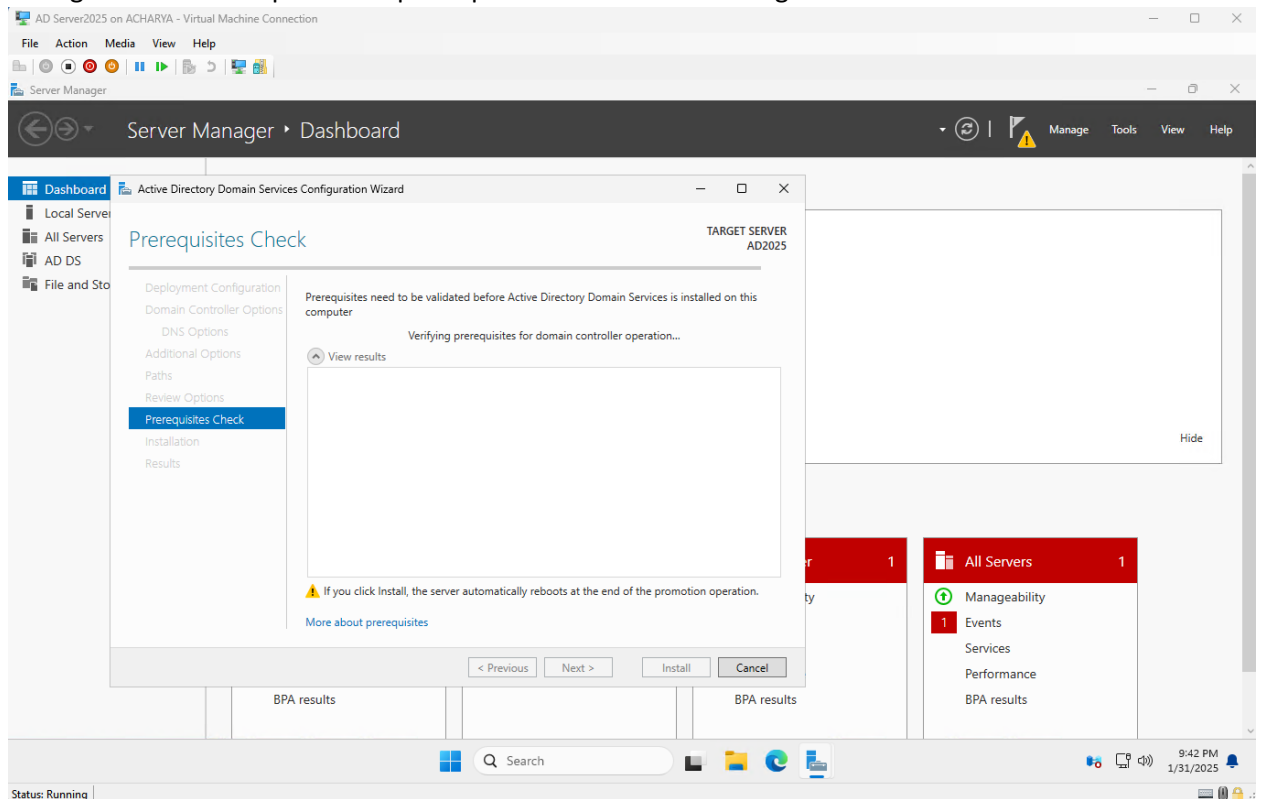 AD Server2025 on ACHARYA - Virtual Machine Connection
File Action Media View Help
Server Manager
Server Manager ‣ Dashboard
Manage Tools View Help
Dashboard
Local Server
All Servers
AD DS
File and Sto
Active Directory Domain Services Configuration Wizard
Prerequisites Check
TARGET SERVER
AD2025
Deployment Configuration
Domain Controller Options
DNS Options
Additional Options
Paths
Review Options
Prerequisites Check
Installation
Results
Prerequisites need to be validated before Active Directory Domain Services is installed on this
computer
Verifying prerequisites for domain controller operation...
View results
If you click Install, the server automatically reboots at the end of the promotion operation.
More about prerequisites
< Previous Next > Install Cancel
Hide
BPA results
r 1
ty
BPA results
All Servers 1
Manageability
1 Events
Services
Performance
BPA results
Search
9:42 PM
1/31/2025
Status: Running